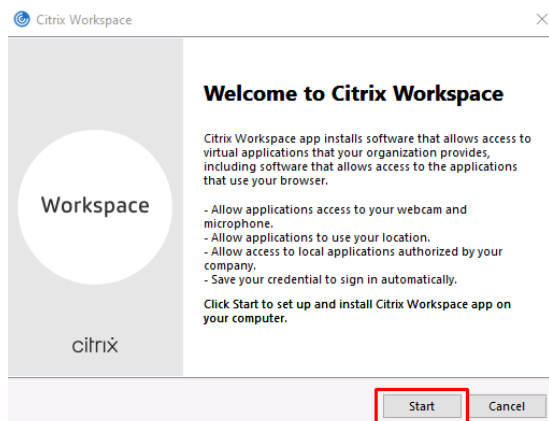 Citrix Workspace
Welcome to Citrix Workspace
Citrix Workspace app installs software that allows access to
virtual applications that your organization provides,
including software that allows access to the applications
that use your browser.
- Allow applications access to your webcam and
microphone.
- Allow applications to use your location.
- Allow access to local applications authorized by your
company.
- Save your credential to sign in automatically.
Click Start to set up and install Citrix Workspace app on
your computer.
Workspace
citrix
Start
Cancel